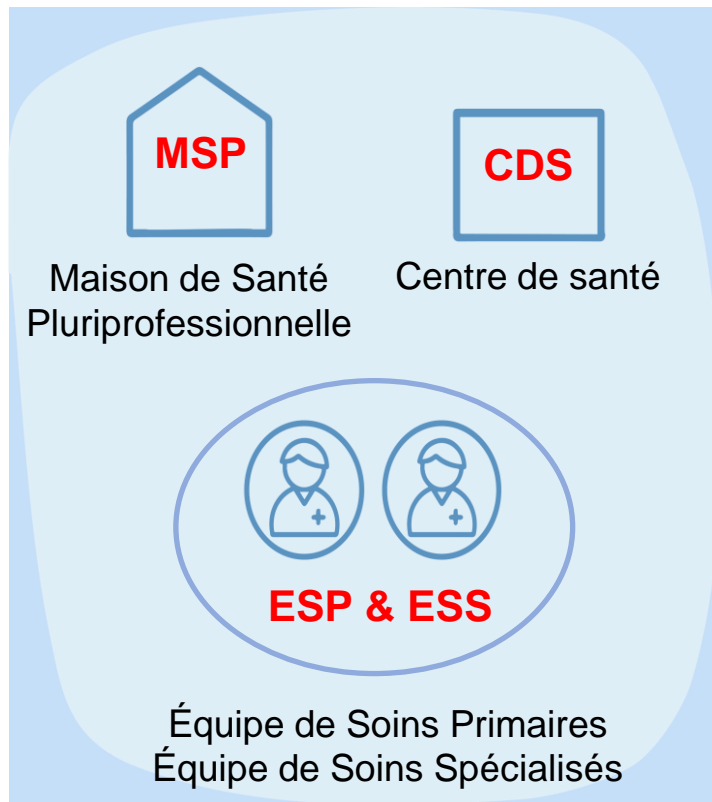 MSP
CDS
Maison de Santé
Pluriprofessionnelle
Centre de santé
ESP & ESS
Équipe de Soins Primaires
Équipe de Soins Spécialisés